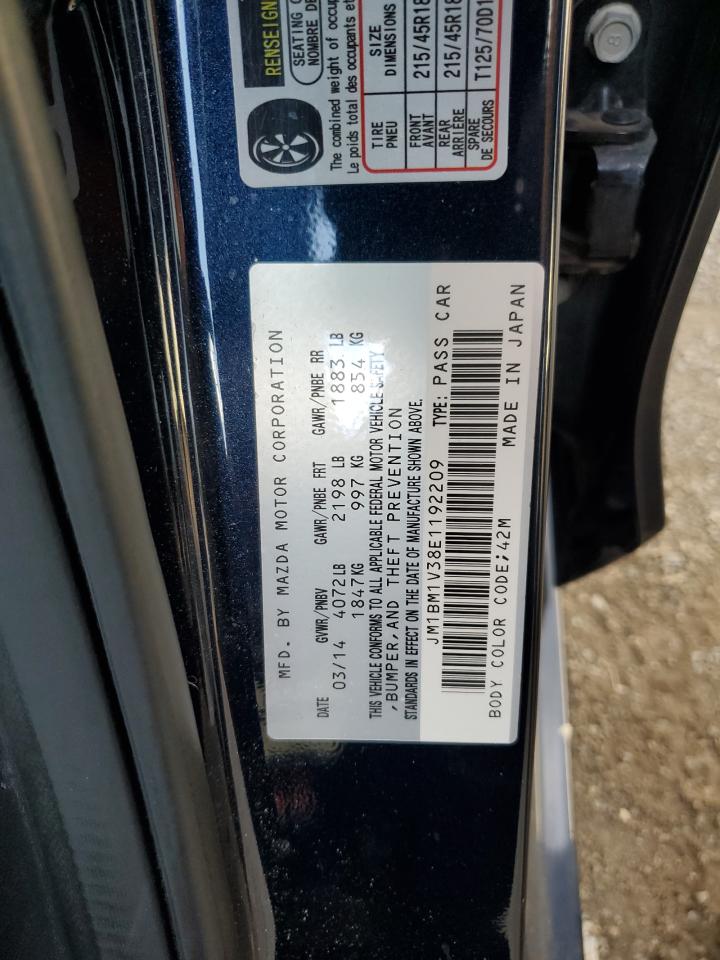 RENSEIGN
SEATING
NOMBRE DE
The combined weight of occup
Le poids total des occupants et
TIRE
PNEU
SIZE
DIMENSIONS
FRONT
AVANT
215/45R18
REAR
ARRIÈRE
215/45R18
SPARE
DE SECOURS
T125/70D1
MFD. BY MAZDA MOTOR CORPORATION
DATE GVWR/PNBV GAWR/PNBE FRT GAWR/PNBE RR
03/14 4072LB 2198 LB 1883 LB
1847KG 997 KG 854 KG
THIS VEHICLE CONFORMS TO ALL APPLICABLE FEDERAL MOTOR VEHICLE SAFETY
,BUMPER,AND THEFT PREVENTION
STANDARDS IN EFFECT ON THE DATE OF MANUFACTURE SHOWN ABOVE.
JM1BM1V38E1192209 TYPE: PASS CAR
BODY COLOR CODE;42M MADE IN JAPAN
8